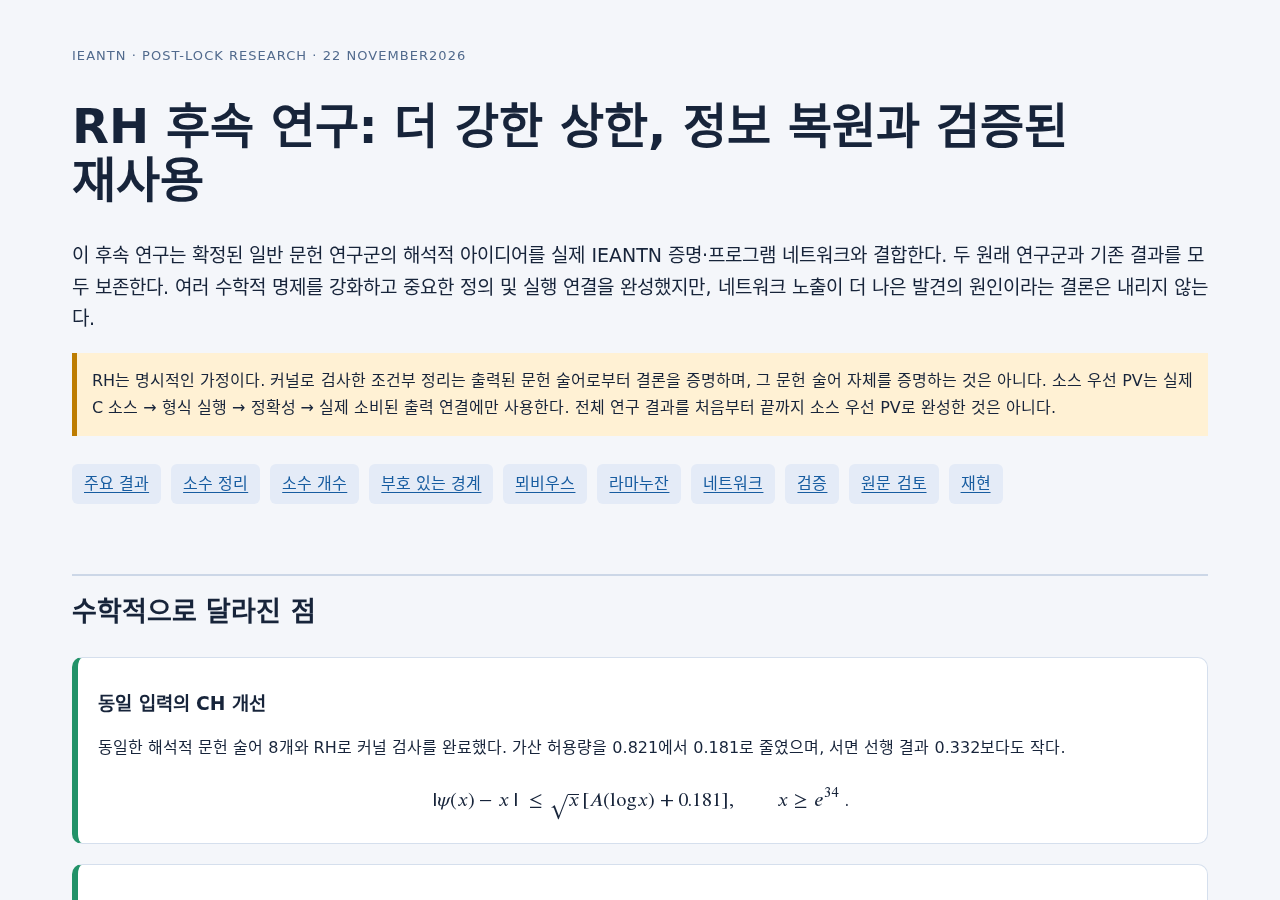 IEANTN · POST-LOCK RESEARCH · 22 NOVEMBER2026
RH 후속 연구: 더 강한 상한, 정보 복원과 검증된
재사용
이 후속 연구는 확정된 일반 문헌 연구군의 해석적 아이디어를 실제 IEANTN 증명·프로그램 네트워크와 결합한다. 두 원래 연구군과 기존 결과를 모
두 보존한다. 여러 수학적 명제를 강화하고 중요한 정의 및 실행 연결을 완성했지만, 네트워크 노출이 더 나은 발견의 원인이라는 결론은 내리지 않는
다.
RH는 명시적인 가정이다. 커널로 검사한 조건부 정리는 출력된 문헌 술어로부터 결론을 증명하며, 그 문헌 술어 자체를 증명하는 것은 아니다. 소스 우선 PV는 실제
C 소스 → 형식 실행 → 정확성 → 실제 소비된 출력 연결에만 사용한다. 전체 연구 결과를 처음부터 끝까지 소스 우선 PV로 완성한 것은 아니다.
주요 결과 소수 정리 소수 개수 부호 있는 경계 뫼비우스 라마누잔 네트워크 검증 원문 검토 재현
수학적으로 달라진 점
동일 입력의 CH 개선
동일한 해석적 문헌 술어 8개와 RH로 커널 검사를 완료했다. 가산 허용량을 0.821에서 0.181로 줄였으며, 서면 선행 결과 0.332보다도 작다.
|ψ(x) − x| ≤ √x [A(log x) + 0.181], x ≥ e^34 .